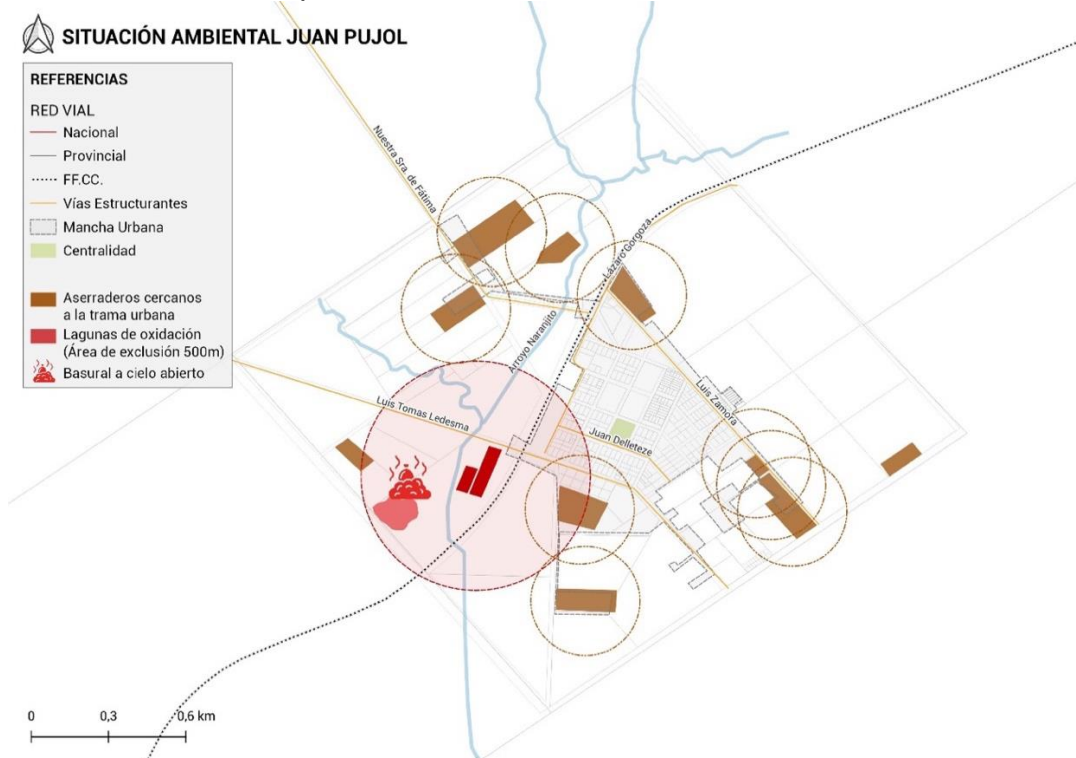 SITUACIÓN AMBIENTAL JUAN PUJOL
REFERENCIAS
RED VIAL
Nacional
Provincial
FF.CC.
Vías Estructurantes
Mancha Urbana
Centralidad
Aserraderos cercanos
a la trama urbana
Lagunas de oxidación
(Área de exclusión 500m)
Basural a cielo abierto
Nuestra Sra. de Fátima
Lázaro Gorgoza
Arroyo Naranjito
Luis Zamora
Luis Tomas Ledesma
Juan Delleteze
0 0,3 0,6 km